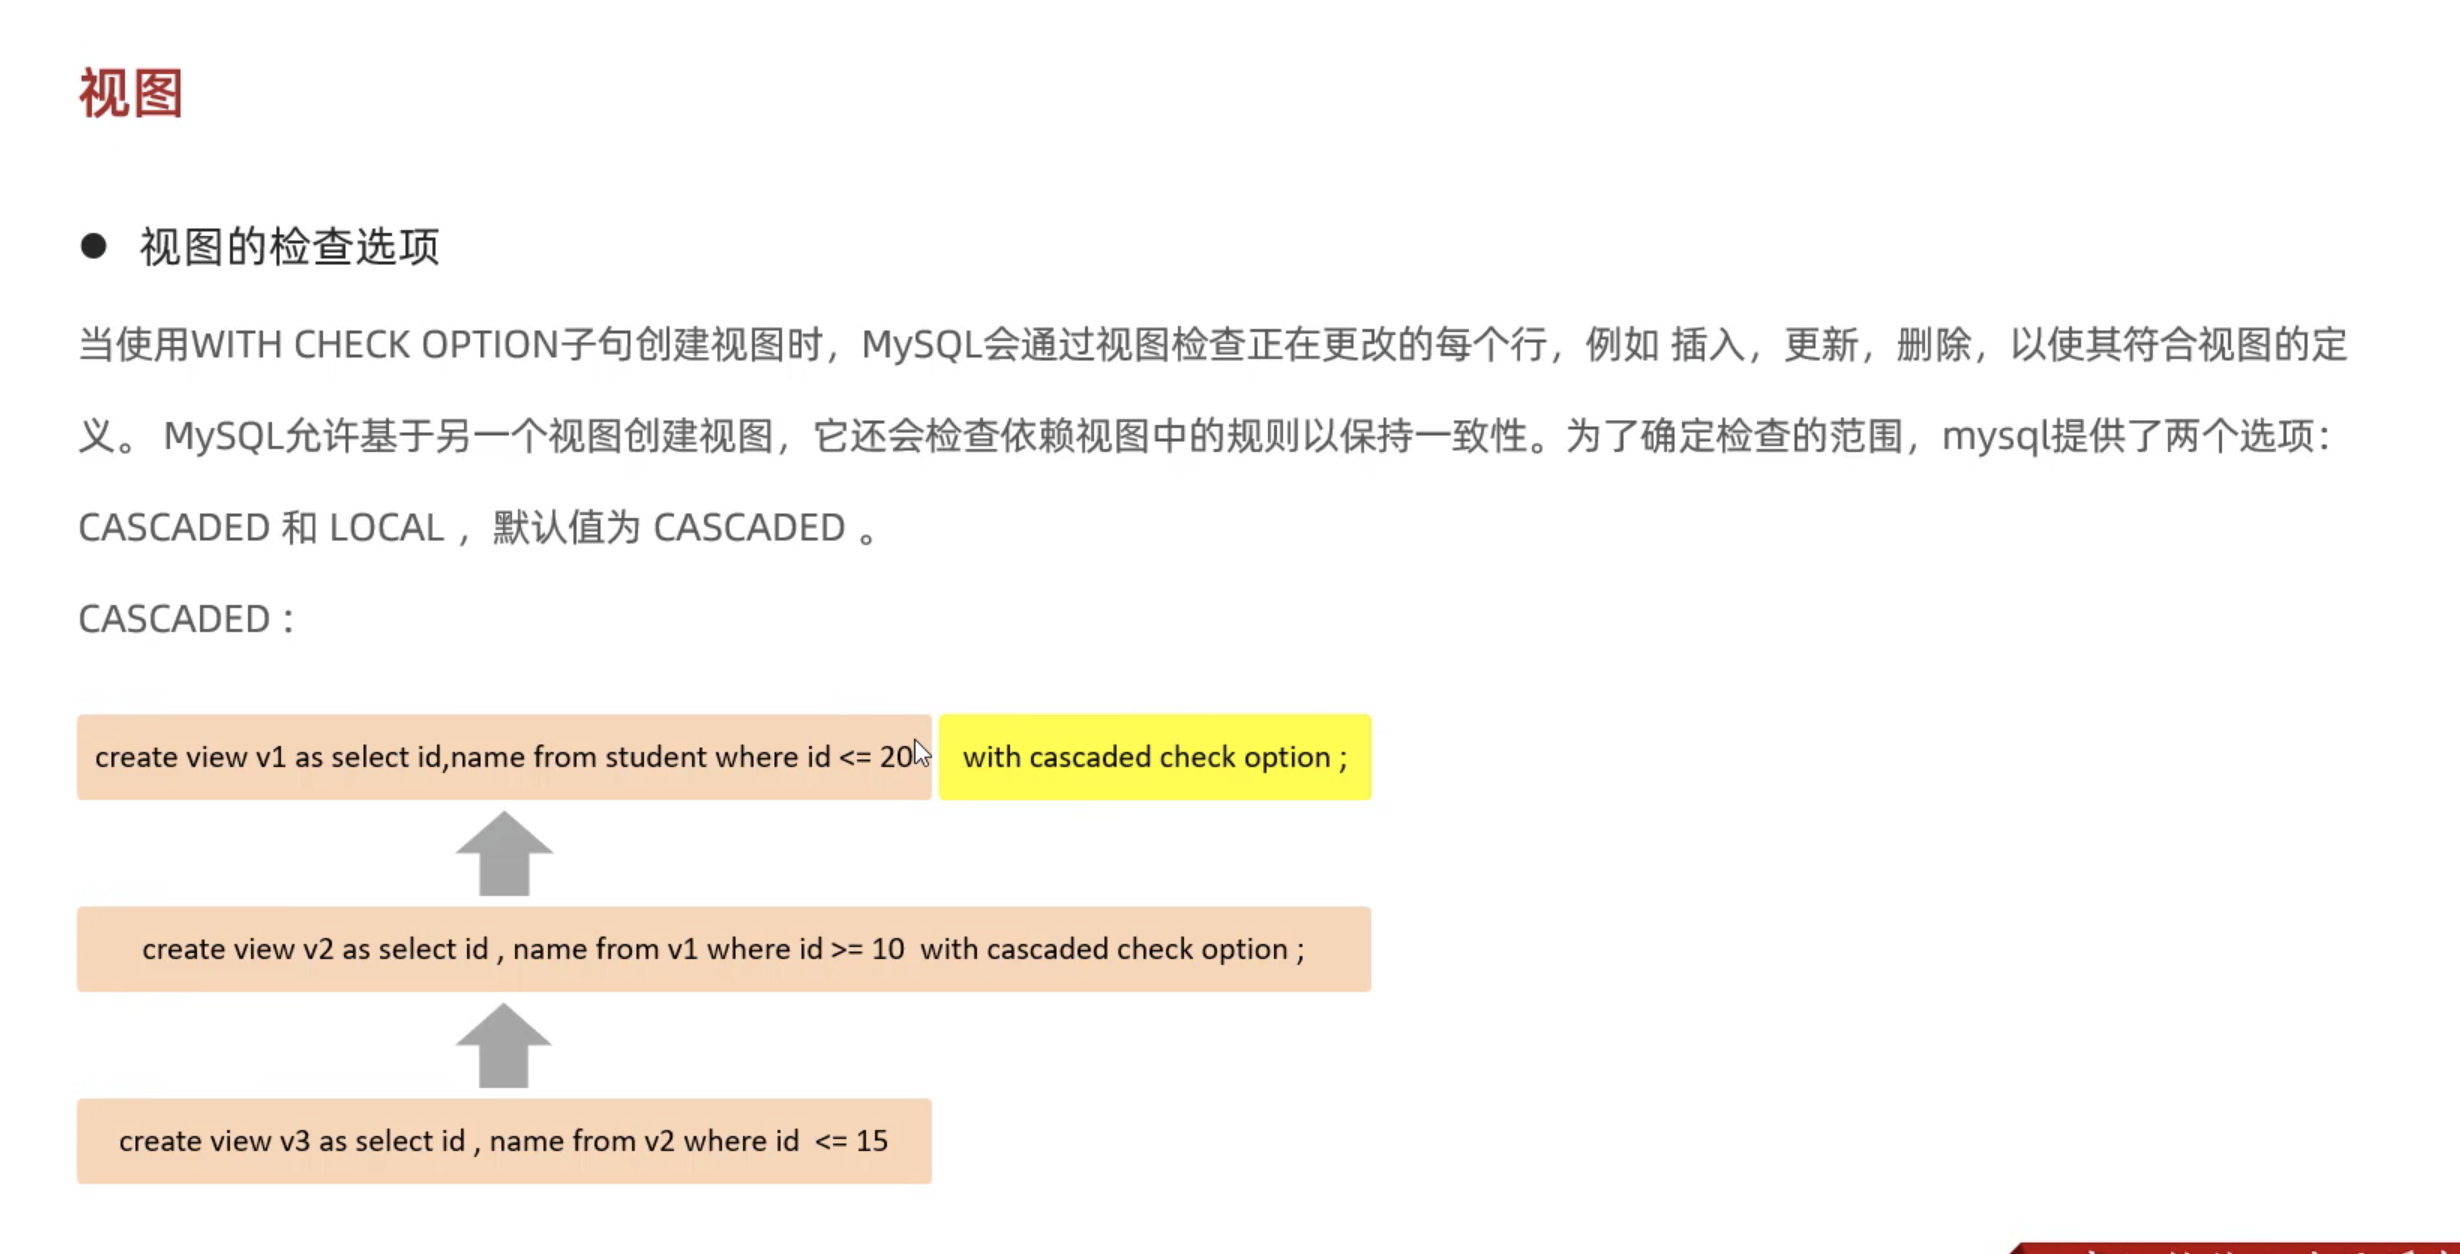 视图
● 视图的检查选项
当使用WITH CHECK OPTION子句创建视图时，MySQL会通过视图检查正在更改的每个行，例如 插入，更新，删除，以使其符合视图的定
义。 MySQL允许基于另一个视图创建视图，它还会检查依赖视图中的规则以保持一致性。为了确定检查的范围，mysql提供了两个选项：
CASCADED 和 LOCAL ，默认值为 CASCADED 。
CASCADED：
create view v1 as select id,name from student where id <= 20 with cascaded check option ;
create view v2 as select id , name from v1 where id >= 10 with cascaded check option ;
create view v3 as select id , name from v2 where id <= 15